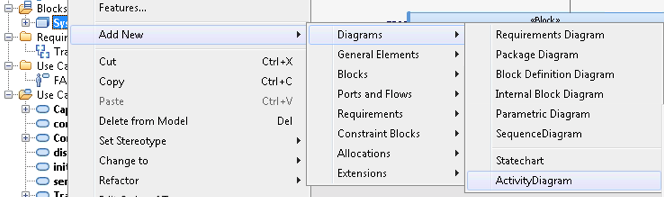 Blocks
Sys
Requir
Tra
Use Ca
FA
Use Ca
Cap
con
Con
dis
init
ser
Tra
Features...
Add New
Cut Ctrl+X
Copy Ctrl+C
Paste Ctrl+V
Delete from Model Del
Set Stereotype
Change to
Refactor
Diagrams
General Elements
Blocks
Ports and Flows
Requirements
Constraint Blocks
Allocations
Extensions
«Block»
Requirements Diagram
Package Diagram
Block Definition Diagram
Internal Block Diagram
Parametric Diagram
SequenceDiagram
Statechart
ActivityDiagram